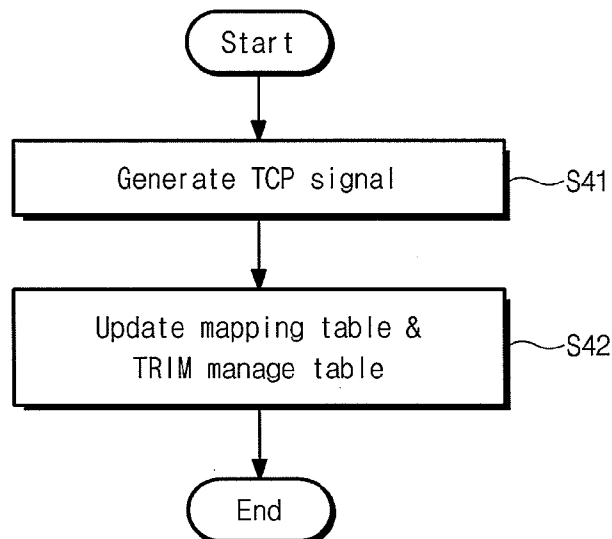 Start
Generate TCP signal
S41
Update mapping table &
TRIM manage table
S42
End